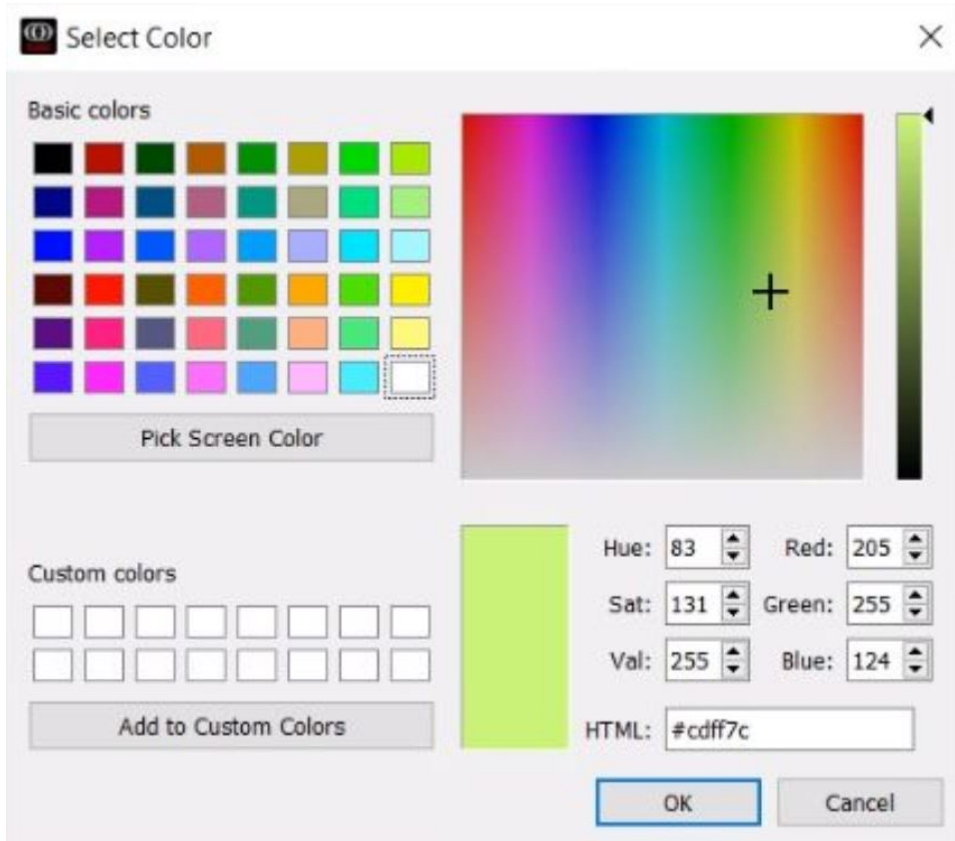 Select Color
Basic colors
Pick Screen Color
Custom colors
Add to Custom Colors
Hue: 83 Red: 205
Sat: 131 Green: 255
Val: 255 Blue: 124
HTML: #cdff7c
OK Cancel